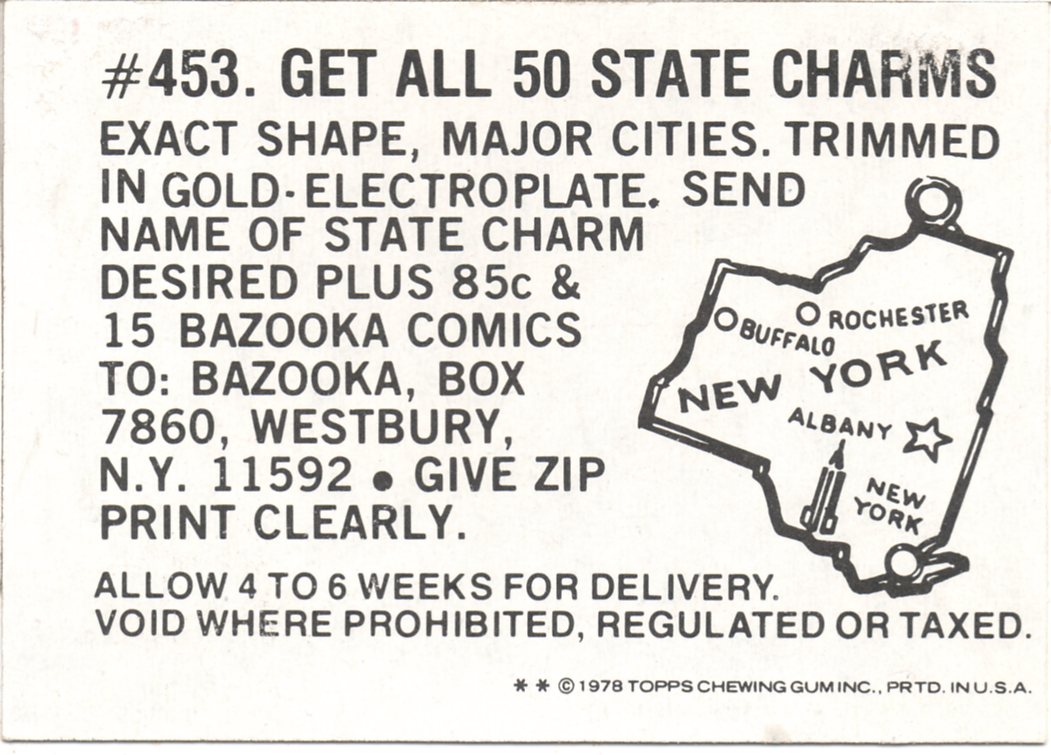 #453. GET ALL 50 STATE CHARMS
EXACT SHAPE, MAJOR CITIES. TRIMMED
IN GOLD-ELECTROPLATE. SEND
NAME OF STATE CHARM
DESIRED PLUS 85c &
15 BAZOOKA COMICS
TO: BAZOOKA, BOX
7860, WESTBURY,
N.Y. 11592 • GIVE ZIP
PRINT CLEARLY.
ROCHESTER
BUFFALO
NEW YORK
ALBANY
NEW
YORK
ALLOW 4 TO 6 WEEKS FOR DELIVERY.
VOID WHERE PROHIBITED, REGULATED OR TAXED.
* * © 1978 TOPPS CHEWING GUM INC., PRTD. IN U.S.A.